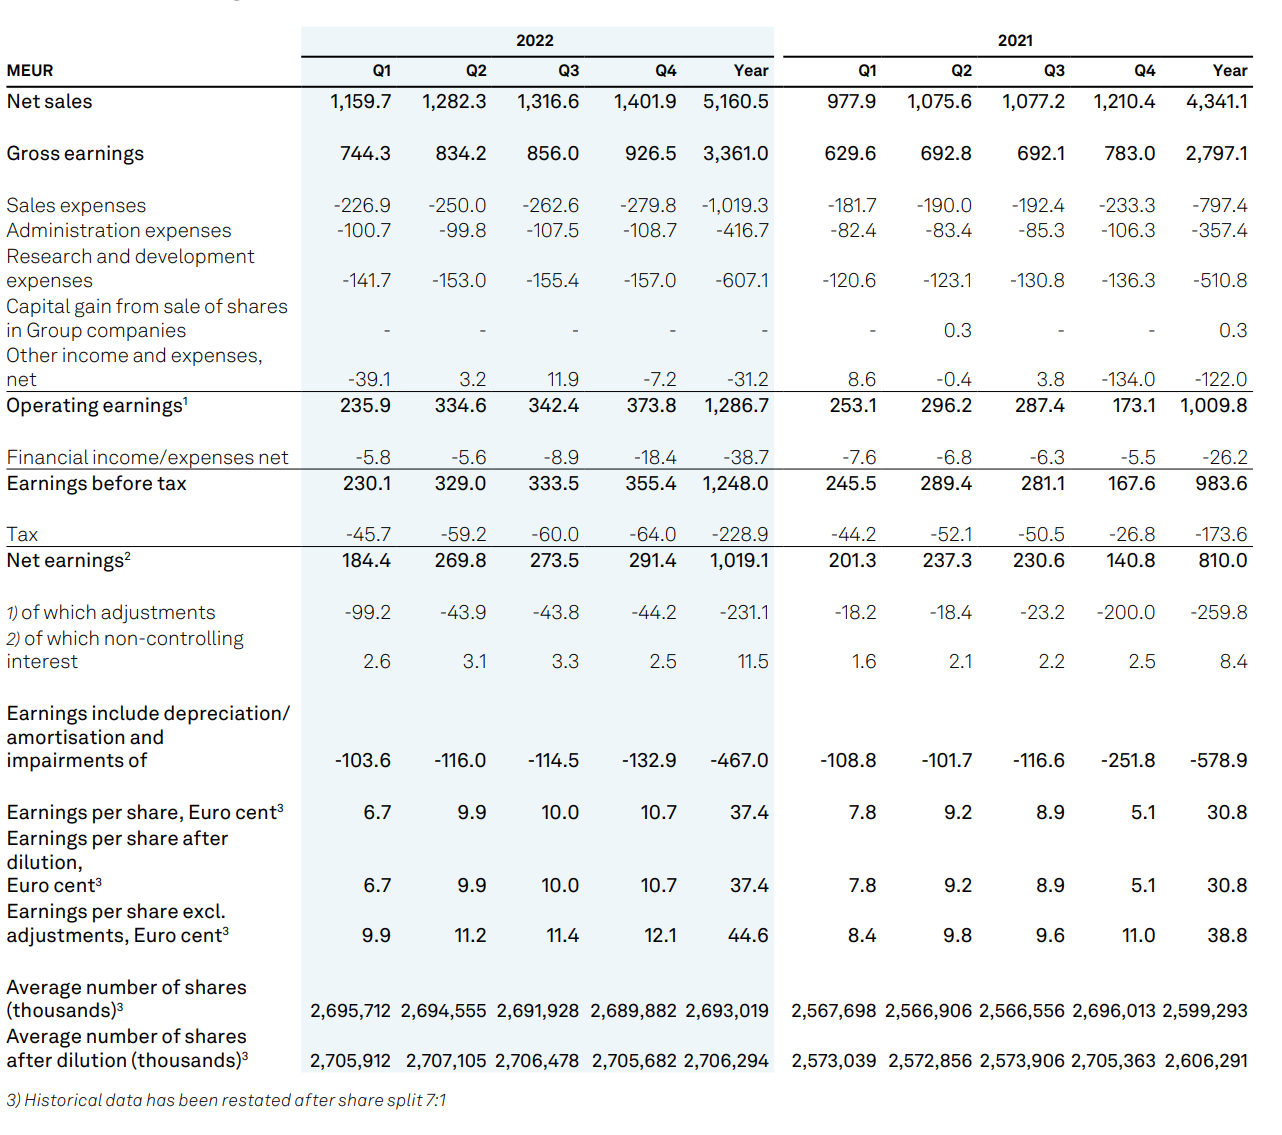 2022 2021
MEUR Q1 Q2 Q3 Q4 Year Q1 Q2 Q3 Q4 Year
Net sales 1,159.7 1,282.3 1,316.6 1,401.9 5,160.5 977.9 1,075.6 1,077.2 1,210.4 4,341.1
Gross earnings 744.3 834.2 856.0 926.5 3,361.0 629.6 692.8 692.1 783.0 2,797.1
Sales expenses -226.9 -250.0 -262.6 -279.8 -1,019.3 -181.7 -190.0 -192.4 -233.3 -797.4
Administration expenses -100.7 -99.8 -107.5 -108.7 -416.7 -82.4 -83.4 -85.3 -106.3 -357.4
Research and development
expenses -141.7 -153.0 -155.4 -157.0 -607.1 -120.6 -123.1 -130.8 -136.3 -510.8
Capital gain from sale of shares
in Group companies - - - - - - 0.3 - - 0.3
Other income and expenses,
net -39.1 3.2 11.9 -7.2 -31.2 8.6 -0.4 3.8 -134.0 -122.0
Operating earnings¹ 235.9 334.6 342.4 373.8 1,286.7 253.1 296.2 287.4 173.1 1,009.8
Financial income/expenses net -5.8 -5.6 -8.9 -18.4 -38.7 -7.6 -6.8 -6.3 -5.5 -26.2
Earnings before tax 230.1 329.0 333.5 355.4 1,248.0 245.5 289.4 281.1 167.6 983.6
Tax -45.7 -59.2 -60.0 -64.0 -228.9 -44.2 -52.1 -50.5 -26.8 -173.6
Net earnings² 184.4 269.8 273.5 291.4 1,019.1 201.3 237.3 230.6 140.8 810.0
1) of which adjustments -99.2 -43.9 -43.8 -44.2 -231.1 -18.2 -18.4 -23.2 -200.0 -259.8
2) of which non-controlling
interest 2.6 3.1 3.3 2.5 11.5 1.6 2.1 2.2 2.5 8.4
Earnings include depreciation/
amortisation and
impairments of -103.6 -116.0 -114.5 -132.9 -467.0 -108.8 -101.7 -116.6 -251.8 -578.9
Earnings per share, Euro cent³ 6.7 9.9 10.0 10.7 37.4 7.8 9.2 8.9 5.1 30.8
Earnings per share after
dilution,
Euro cent³ 6.7 9.9 10.0 10.7 37.4 7.8 9.2 8.9 5.1 30.8
Earnings per share excl.
adjustments, Euro cent³ 9.9 11.2 11.4 12.1 44.6 8.4 9.8 9.6 11.0 38.8
Average number of shares
(thousands)³ 2,695,712 2,694,555 2,691,928 2,689,882 2,693,019 2,567,698 2,566,906 2,566,556 2,696,013 2,599,293
Average number of shares
after dilution (thousands)³ 2,705,912 2,707,105 2,706,478 2,705,682 2,706,294 2,573,039 2,572,856 2,573,906 2,705,363 2,606,291
3) Historical data has been restated after share split 7:1